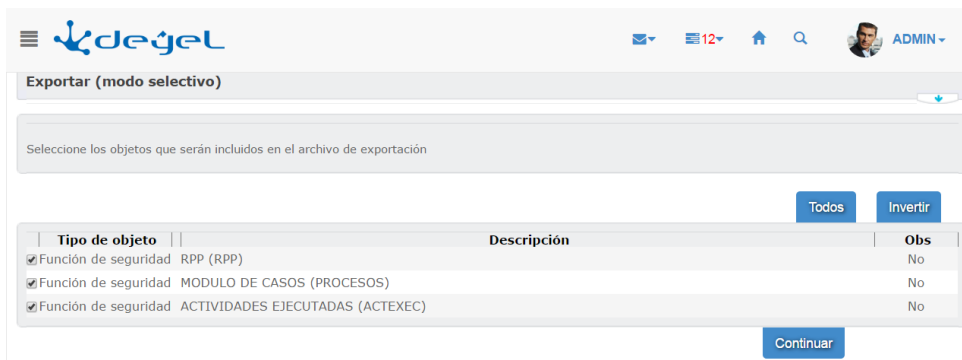 deyel
12
ADMIN
Exportar (modo selectivo)
Seleccione los objetos que serán incluidos en el archivo de exportación
Todos Invertir
Tipo de objeto Descripción Obs
Función de seguridad RPP (RPP) No
Función de seguridad MODULO DE CASOS (PROCESOS) No
Función de seguridad ACTIVIDADES EJECUTADAS (ACTEXEC) No
Continuar